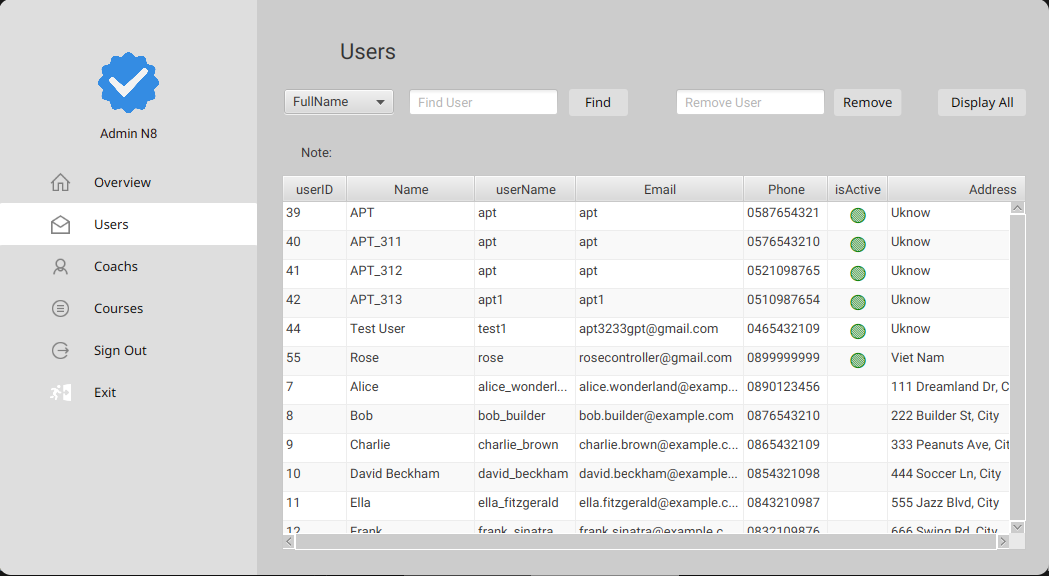 Users
Admin N8
Overview
Users
Coachs
Courses
Sign Out
Exit
FullName Find User Find Remove User Remove Display All
Note:
userID Name userName Email Phone isActive Address
39 APT apt apt 0587654321 Uknow
40 APT_311 apt apt 0576543210 Uknow
41 APT_312 apt apt 0521098765 Uknow
42 APT_313 apt1 apt1 0510987654 Uknow
44 Test User test1 apt3233gpt@gmail.com 0465432109 Uknow
55 Rose rose rosecontroller@gmail.com 0899999999 Viet Nam
7 Alice alice_wonderl... alice.wonderland@examp... 0890123456 111 Dreamland Dr, C
8 Bob bob_builder bob.builder@example.com 0876543210 222 Builder St, City
9 Charlie charlie_brown charlie.brown@example.c... 0865432109 333 Peanuts Ave, Cit
10 David Beckham david_beckham david.beckham@example... 0854321098 444 Soccer Ln, City
11 Ella ella_fitzgerald ella.fitzgerald@example.c... 0843210987 555 Jazz Blvd, City
12 Frank frank_sinatra frank.sinatra@example.c... 0832109876 666 Swing Rd, City